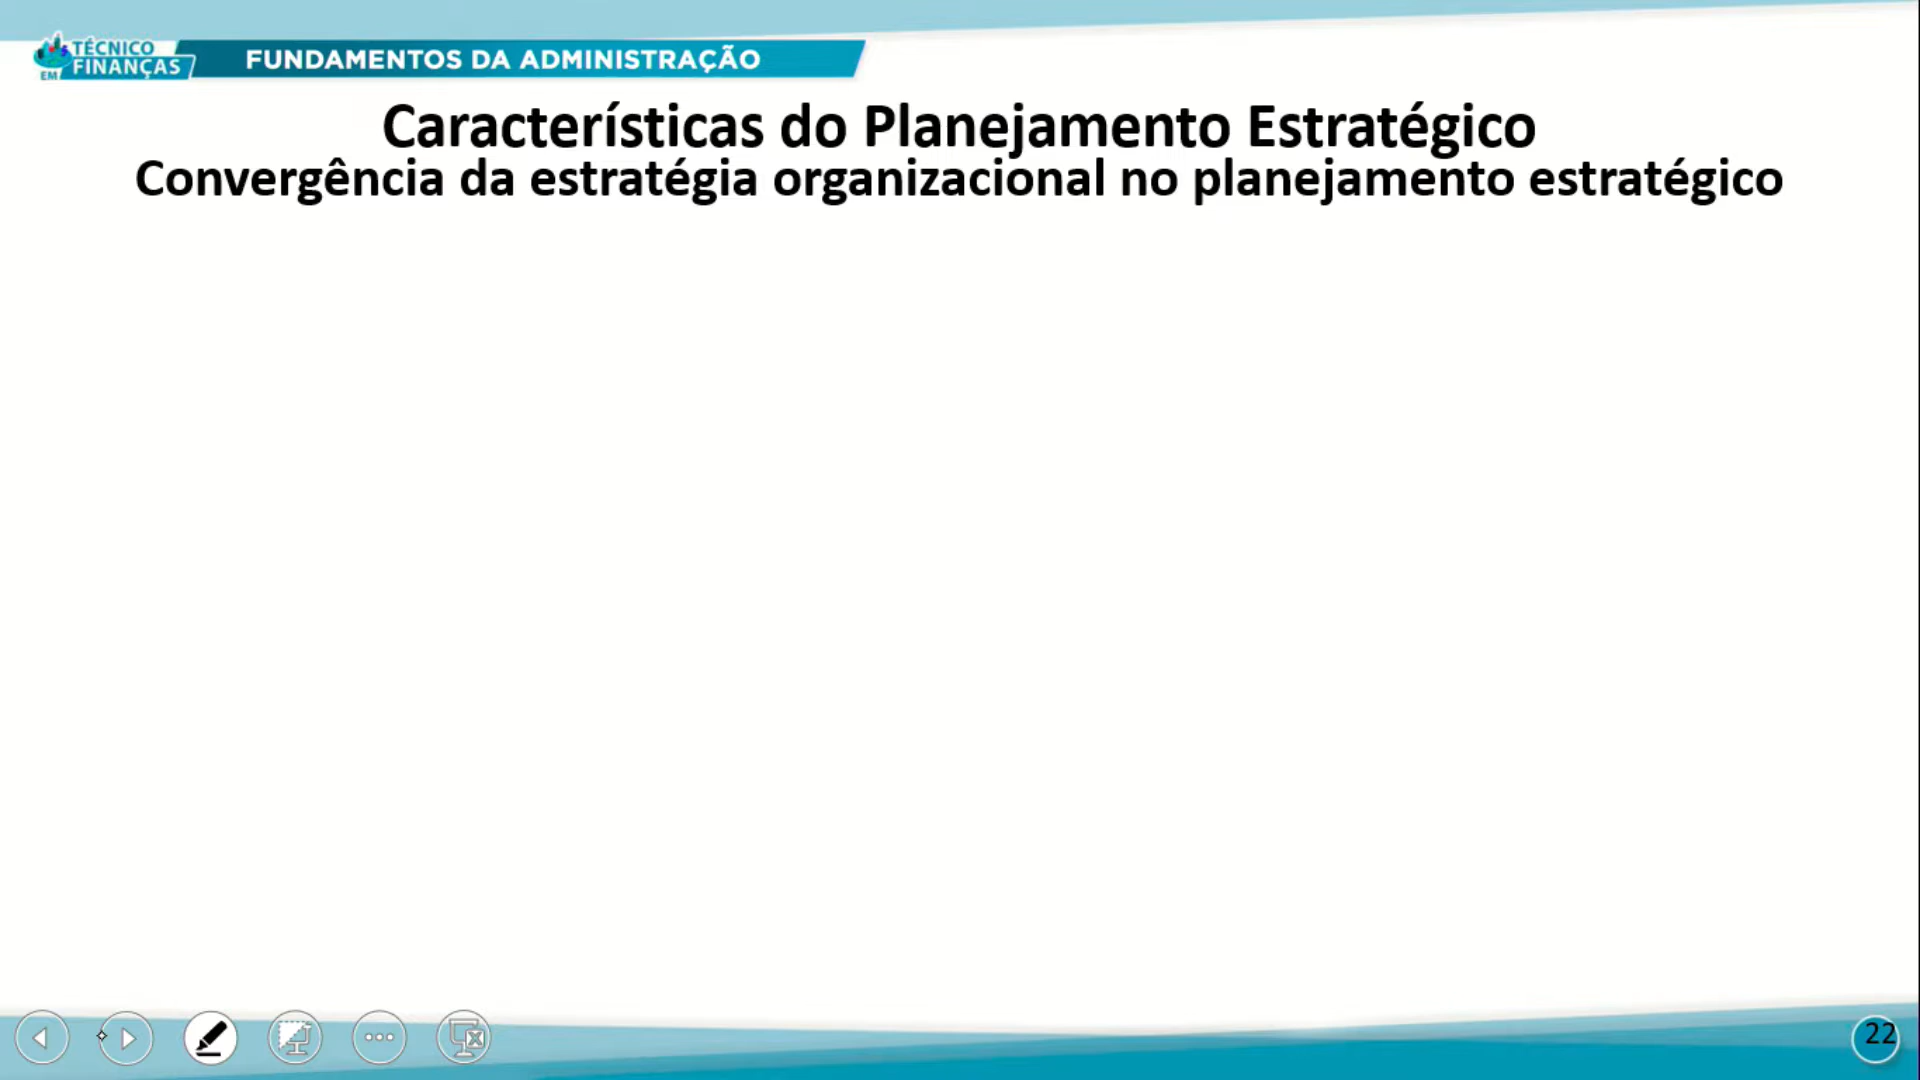 TÉCNICO
EM FINANÇAS
FUNDAMENTOS DA ADMINISTRAÇÃO
Características do Planejamento Estratégico
Convergência da estratégia organizacional no planejamento estratégico
22